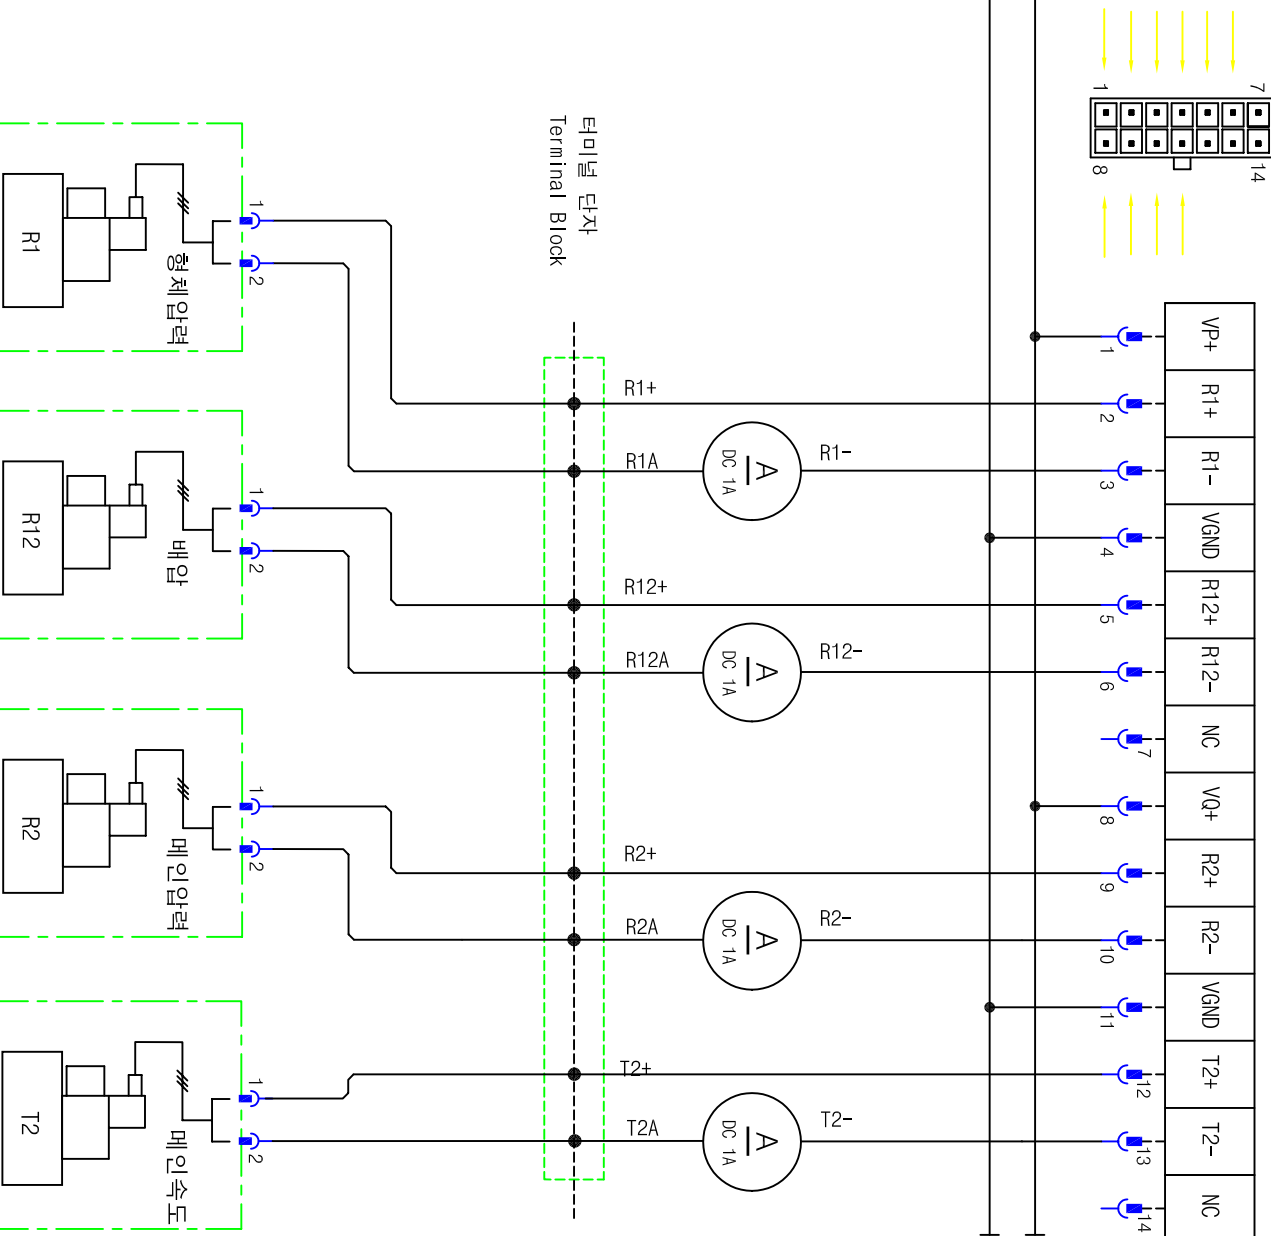 1
7
8
14
VP+
R1+
R1-
VGND
R12+
R12-
NC
VQ+
R2+
R2-
VGND
T2+
T2-
NC
1
2
3
4
5
6
7
8
9
10
11
12
13
14
터미널 단자
Terminal Block
R1+
R1A
A
DC 1A
R1-
R12+
R12A
A
DC 1A
R12-
R2+
R2A
A
DC 1A
R2-
T2+
T2A
A
DC 1A
T2-
1
2
형체압력
R1
1
2
배압
R12
1
2
메인압력
R2
1
2
메인속도
T2